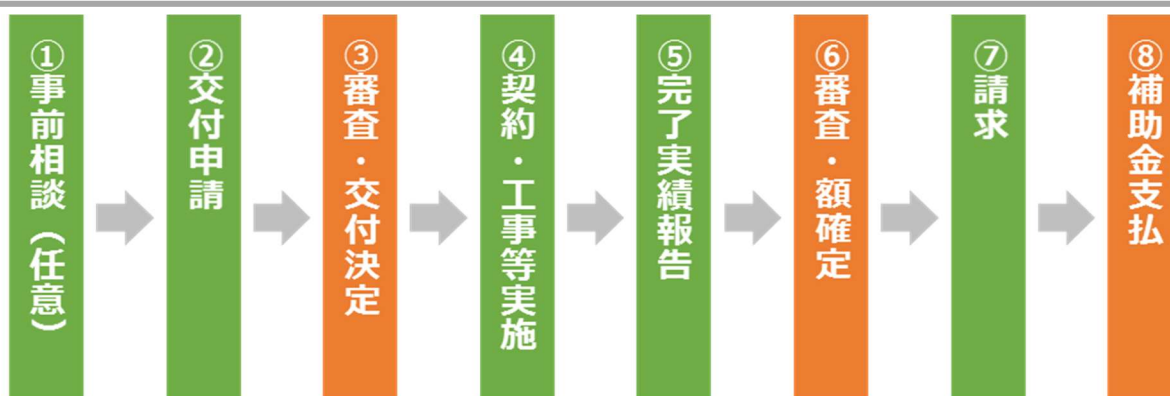 ①事前相談（任意）
②交付申請
③審査・交付決定
④契約・工事等実施
⑤完了実績報告
⑥審査・額確定
⑦請求
⑧補助金支払